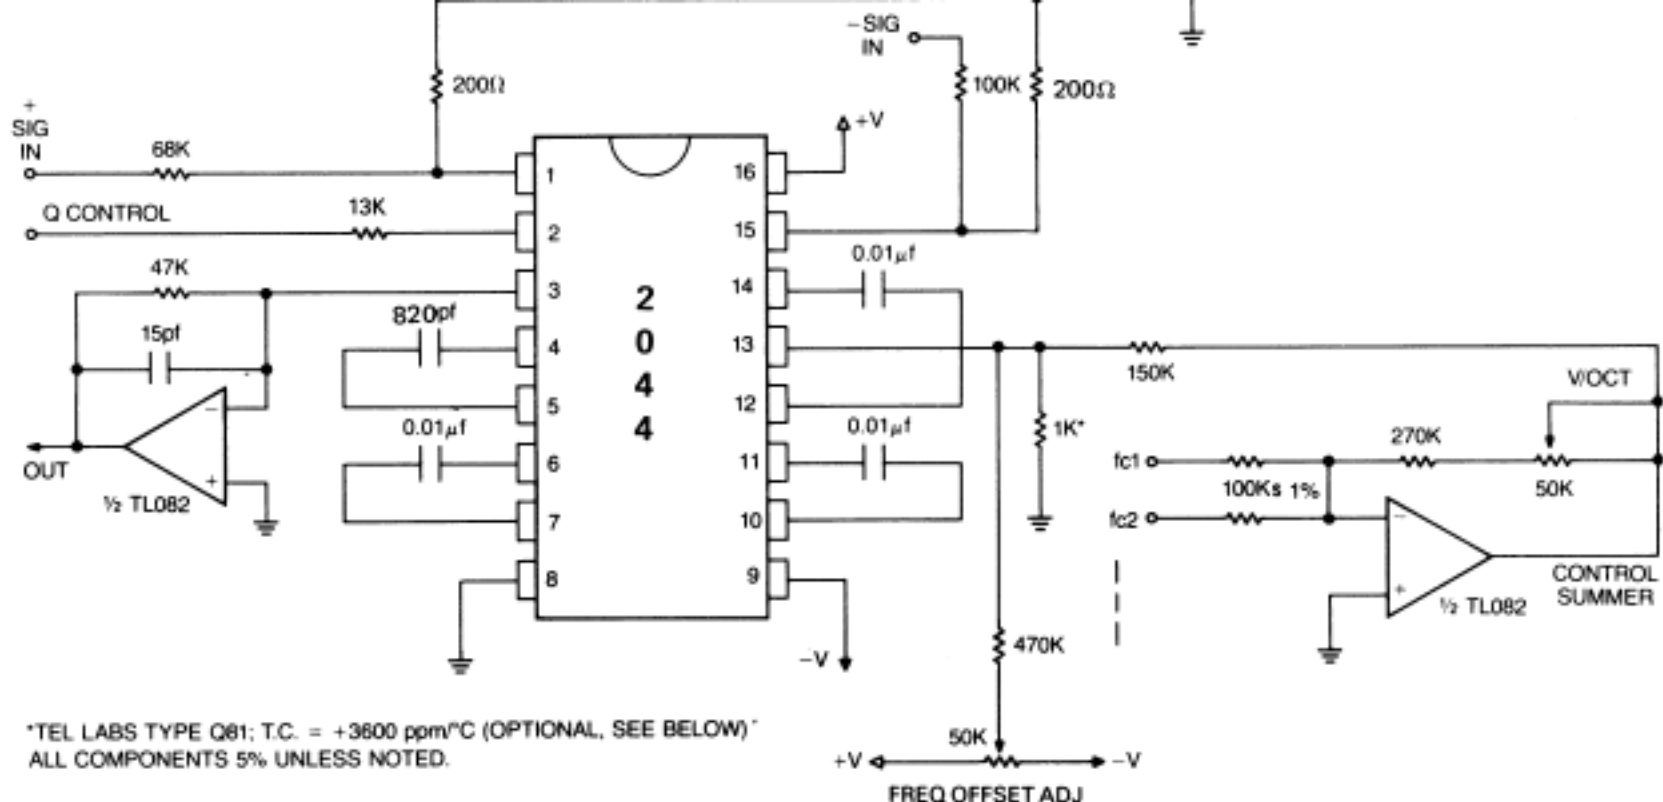 – SIG
IN
200Ω
100K
200Ω
+
SIG
IN
68K
+V
1
16
Q CONTROL
13K
2
15
47K
0.01µf
3
14
2
0
4
4
820pf
15pf
4
13
150K
V/OCT
–
5
12
1K*
0.01µf
0.01µf
270K
OUT
+
6
11
fc1
½ TL082
100Ks 1%
50K
7
10
fc2
–
8
9
CONTROL
SUMMER
+
½ TL082
–V
470K
*TEL LABS TYPE Q81; T.C. = +3600 ppm/°C (OPTIONAL, SEE BELOW)
ALL COMPONENTS 5% UNLESS NOTED.
50K
+V
–V
FREQ OFFSET ADJ